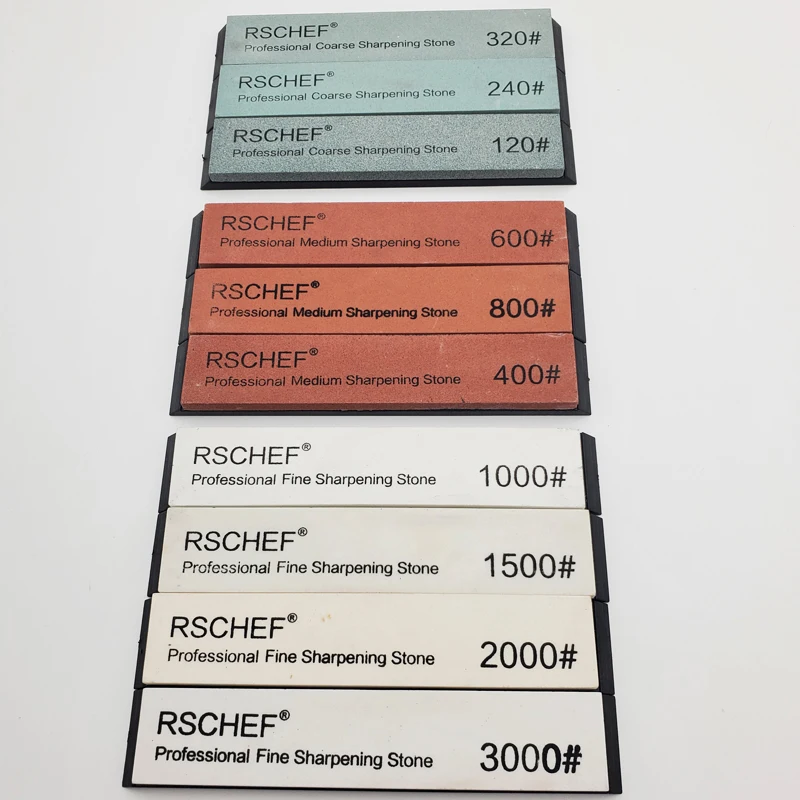 RSCHEF®
Professional Coarse Sharpening Stone 320#
RSCHEF®
Professional Coarse Sharpening Stone 240#
RSCHEF®
Professional Coarse Sharpening Stone 120#
RSCHEF®
Professional Medium Sharpening Stone 600#
RSCHEF®
Professional Medium Sharpening Stone 800#
RSCHEF®
Professional Medium Sharpening Stone 400#
RSCHEF®
Professional Fine Sharpening Stone 1000#
RSCHEF®
Professional Fine Sharpening Stone 1500#
RSCHEF®
Professional Fine Sharpening Stone 2000#
RSCHEF®
Professional Fine Sharpening Stone 3000#